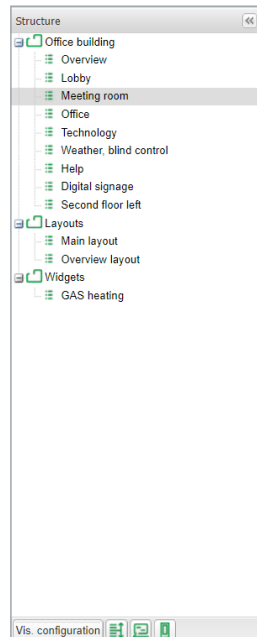 Structure
Office building
Overview
Lobby
Meeting room
Office
Technology
Weather, blind control
Help
Digital signage
Second floor left
Layouts
Main layout
Overview layout
Widgets
GAS heating
Vis. configuration